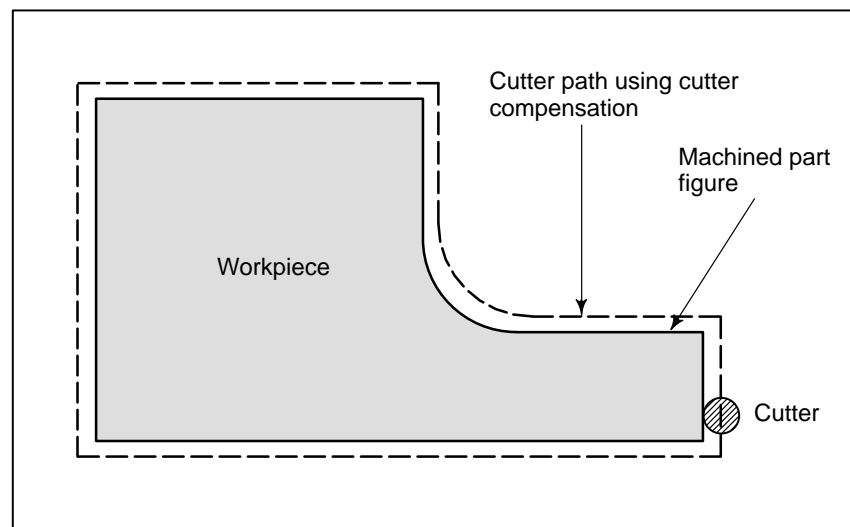 Cutter path using cutter
compensation
Machined part
figure
Workpiece
Cutter